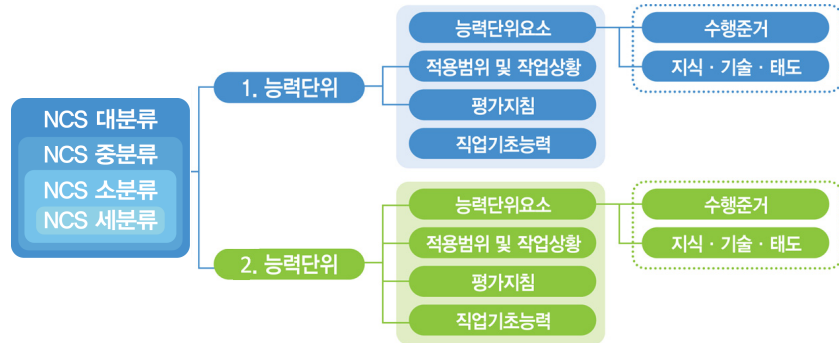 NCS 대분류
NCS 중분류
NCS 소분류
NCS 세분류
1. 능력단위
능력단위요소
적용범위 및 작업상황
평가지침
직업기초능력
수행준거
지식 · 기술 · 태도
2. 능력단위
능력단위요소
적용범위 및 작업상황
평가지침
직업기초능력
수행준거
지식 · 기술 · 태도